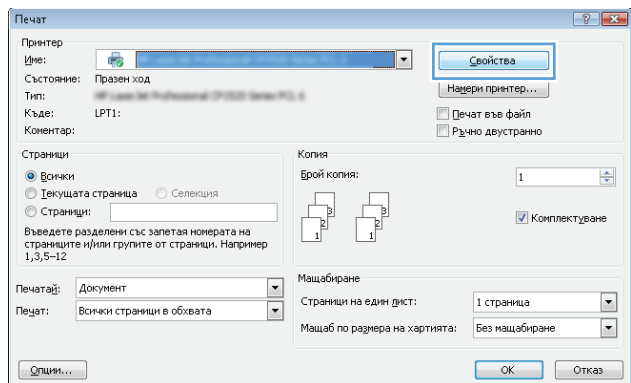 Печат
Принтер
Име:
Свойства
Състояние: Празен ход
Тип:
Намери принтер...
Къде: LPT1:
Печат във файл
Коментар:
Ръчно двустранно
Страници
Всички
Текущата страница Селекция
Страници:
Въведете разделени със запетая номерата на
страниците и/или групите от страници. Например
1,3,5–12
Копия
Брой копия: 1
Комплектуване
Печатай: Документ
Печат: Всички страници в обхвата
Мащабиране
Страници на един лист: 1 страница
Мащаб по размера на хартията: Без мащабиране
Опции...
OK Отказ